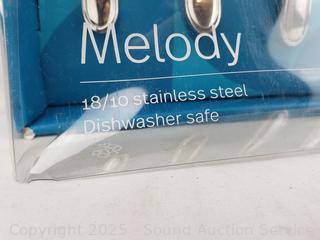 Melody
18/10 stainless steel
Dishwasher safe
Copyright 2025 - Sound Auction Service